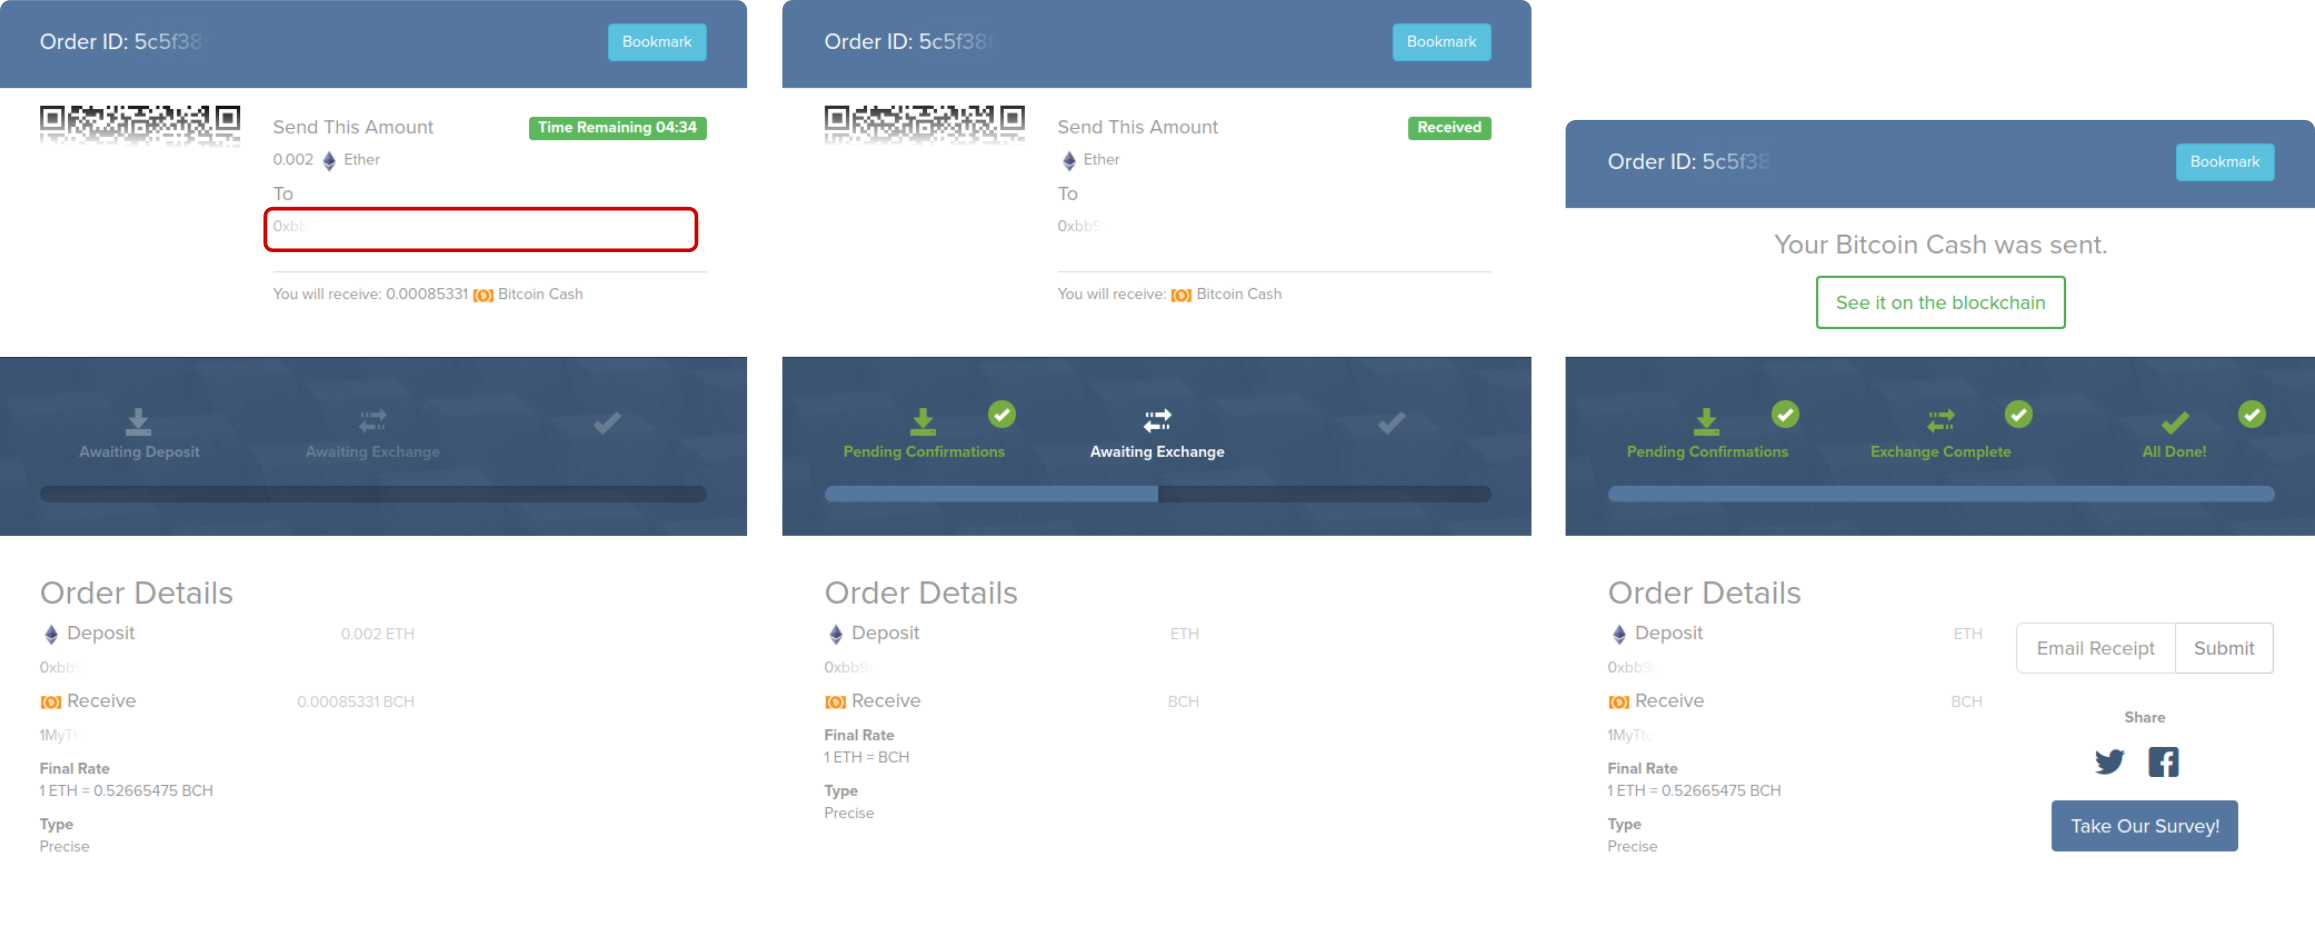 Order ID: 5c5f38
Bookmark
Send This Amount
Time Remaining 04:34
0.002 Ether
To
0xbb
You will receive: 0.00085331 Bitcoin Cash
Awaiting Deposit
Awaiting Exchange
Order Details
Deposit
0.002 ETH
0xbb
Receive
0.00085331 BCH
1MyT
Final Rate
1 ETH = 0.52665475 BCH
Type
Precise
Order ID: 5c5f38
Bookmark
Send This Amount
Received
Ether
To
0xbb9
You will receive: Bitcoin Cash
Pending Confirmations
Awaiting Exchange
Order Details
Deposit
ETH
0xbb9
Receive
BCH
Final Rate
1 ETH = BCH
Type
Precise
Order ID: 5c5f38
Bookmark
Your Bitcoin Cash was sent.
See it on the blockchain
Pending Confirmations
Exchange Complete
All Done!
Order Details
Deposit
ETH
0xbb9
Receive
BCH
1MyTt
Final Rate
1 ETH = 0.52665475 BCH
Type
Precise
Email Receipt
Submit
Share
Take Our Survey!